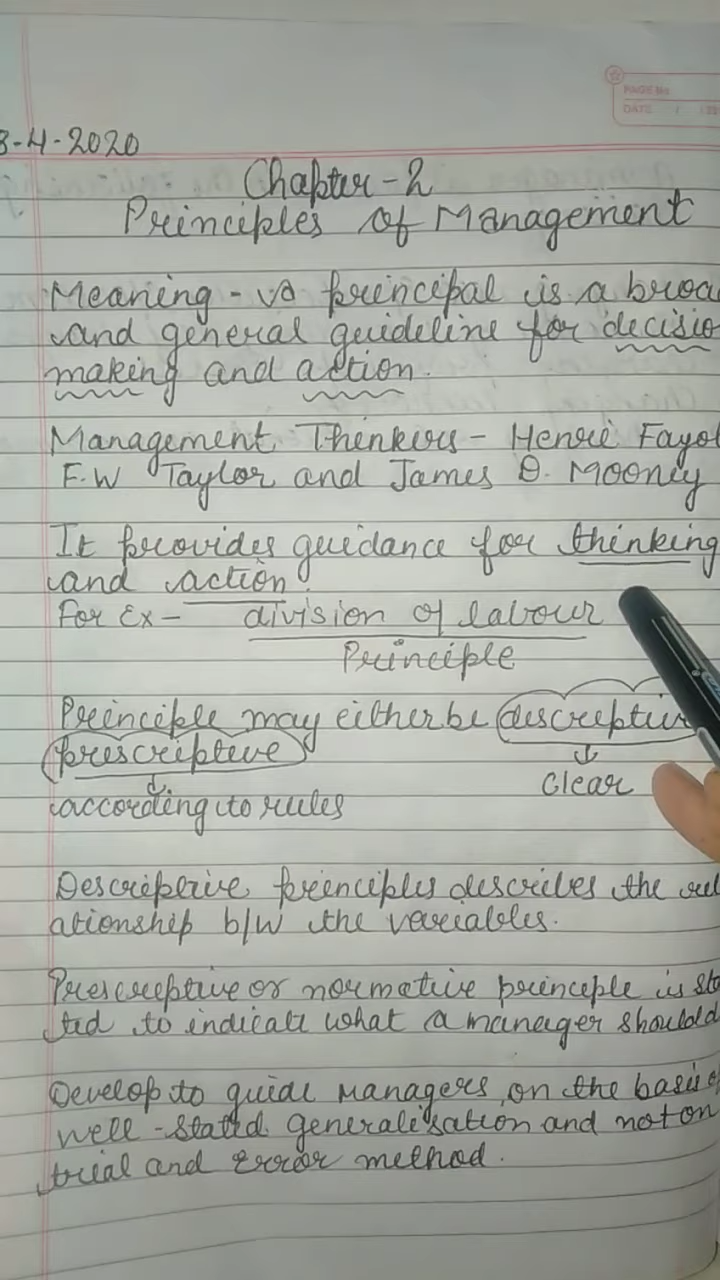 PAGE No
DATE / /
3-4-2020
Chapter-2
Principles of Management
Meaning - A principal is a broa
and general guideline for decisio
making and action.
Management Thinkers - Henri Fayol
F.W Taylor and James D. Mooney
It provides guidance for thinking
and action.
For Ex - division of labour
Principle
Principle may either be descriptiv
prescriptive
Clear
according to rules
Descriptive principles describes the rel
ationship b/w the variables.
Prescriptive or normative principle is sta
ted to indicate what a manager should d
Develop to guide managers on the basis o
well-stated generalisation and not on
trial and error method.